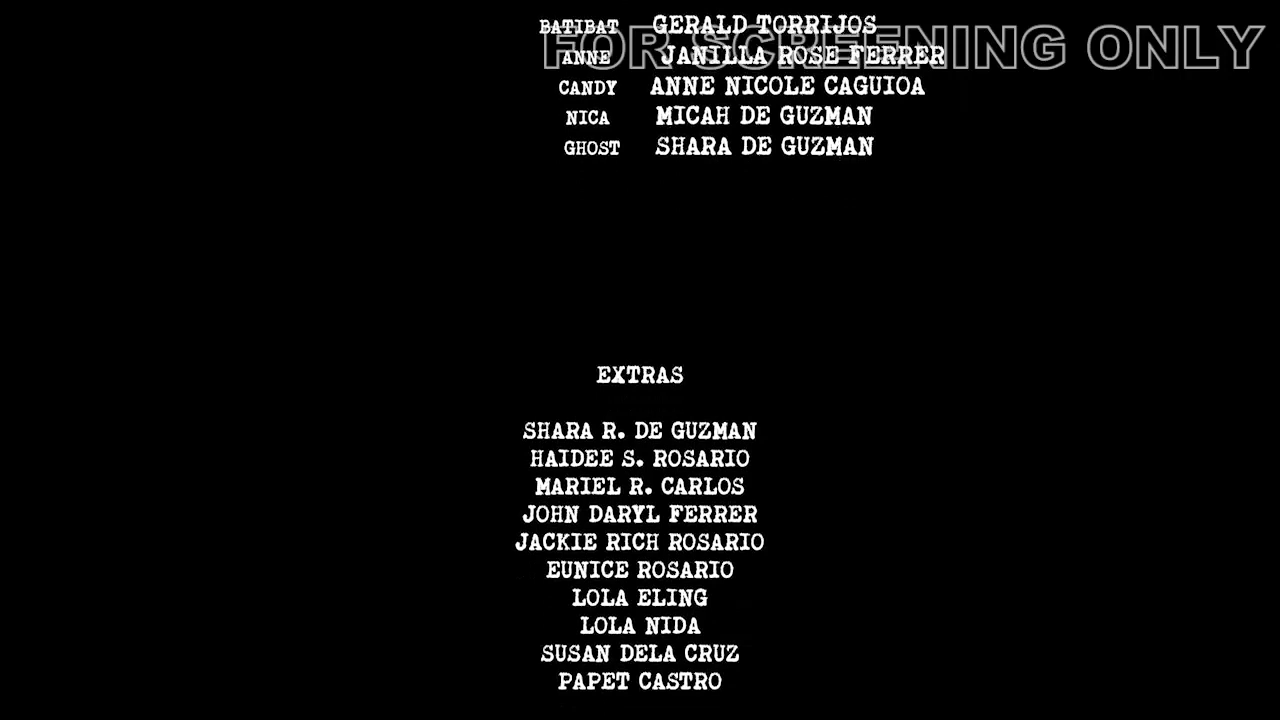 BATIBAT GERALD TORRIJOS
FOR SCREENING ONLY
ANNE JANILLA ROSE FERRER
CANDY ANNE NICOLE CAGUIOA
NICA MICAH DE GUZMAN
GHOST SHARA DE GUZMAN
EXTRAS
SHARA R. DE GUZMAN
HAIDEE S. ROSARIO
MARIEL R. CARLOS
JOHN DARYL FERRER
JACKIE RICH ROSARIO
EUNICE ROSARIO
LOLA ELING
LOLA NIDA
SUSAN DELA CRUZ
PAPET CASTRO